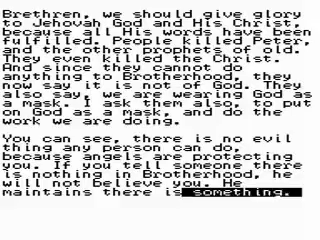 Brethren, we should give glory
to Jehovah God and His Christ,
because all His words have been
fulfilled. People killed Peter,
and the other prophets of old.
They even killed the Christ.
And since they cannot do
anything to Brotherhood, they
now say it is not of God. They
also say, we are wearing God as
a mask. I ask them also, to put
on God as a mask, and do the
work we are doing.
You can see, there is no evil
thing any person can do,
because angels are protecting
you. If you tell someone there
is nothing in Brotherhood, he
will not believe you. He
maintains there is something.